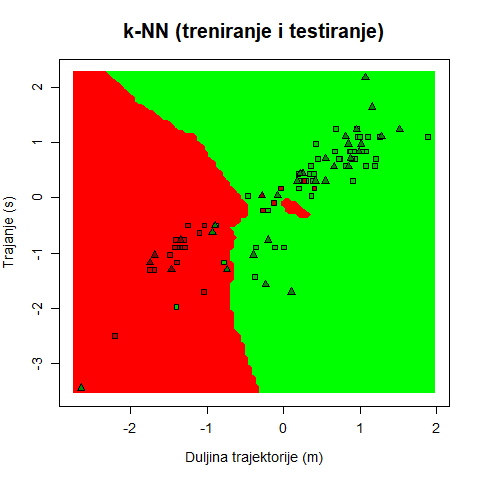 k-NN (treniranje i testiranje)
Trajanje (s)
2
1
0
-1
-2
-3
-2 -1 0 1 2
Duljina trajektorije (m)